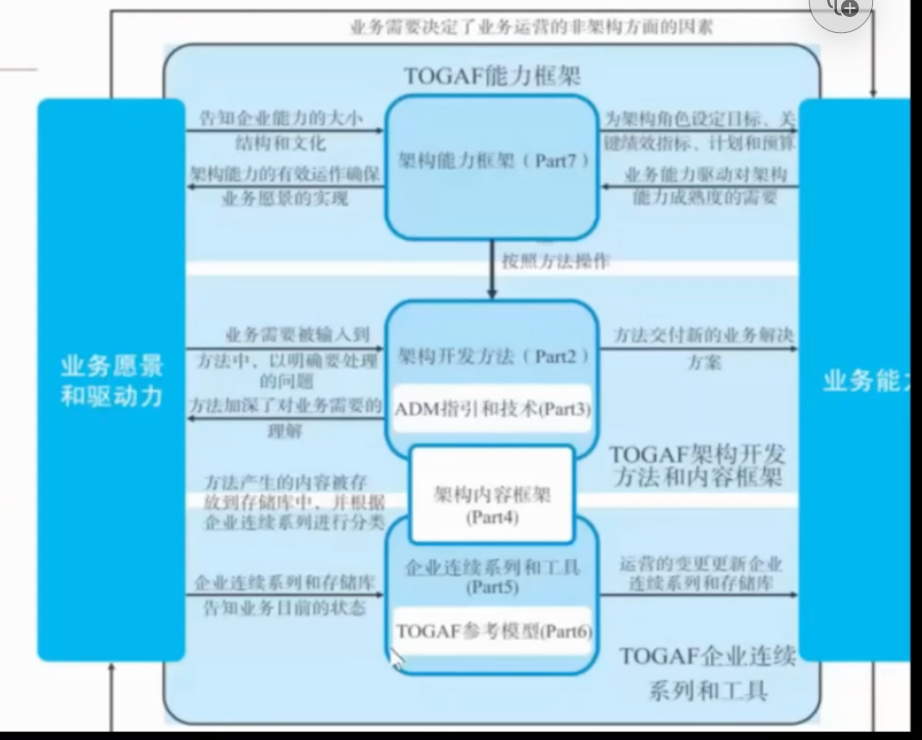 业务需要决定了业务运营的非架构方面的因素
TOGAF能力框架
告知企业能力的大小
结构和文化
架构能力的有效运作确保
业务愿景的实现
架构能力框架（Part7）
为架构角色设定目标、关
键绩效指标、计划和预算
业务能力驱动对架构
能力成熟度的需要
按照方法操作
业务愿景
和驱动力
业务需要被输入到
方法中，以明确要处理
的问题
方法加深了对业务需要的
理解
架构开发方法（Part2）
ADM指引和技术(Part3)
方法交付新的业务解决
方案
业务能
TOGAF架构开发
方法和内容框架
方法产生的内容被存
放到存储库中，并根据
企业连续系列进行分类
架构内容框架
(Part4)
企业连续系列和存储库
告知业务目前的状态
企业连续系列和工具
(Part5)
TOGAF参考模型(Part6)
运营的变更更新企业
连续系列和存储库
TOGAF企业连续
系列和工具